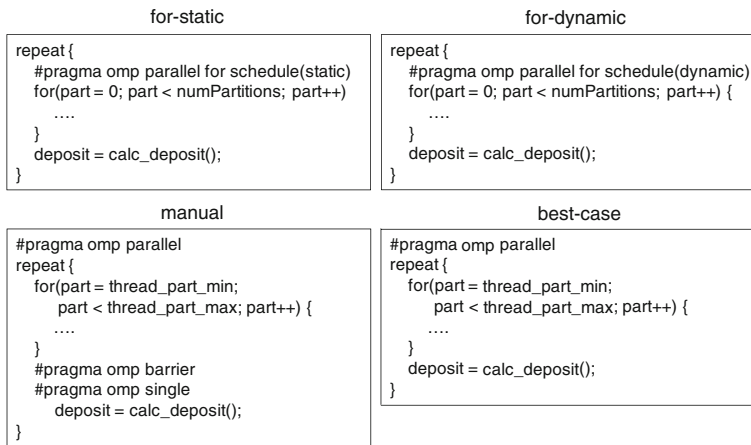 for-static
repeat {
#pragma omp parallel for schedule(static)
for(part = 0; part < numPartitions; part++)
....
}
deposit = calc_deposit();
}
for-dynamic
repeat {
#pragma omp parallel for schedule(dynamic)
for(part = 0; part < numPartitions; part++) {
....
}
deposit = calc_deposit();
}
manual
#pragma omp parallel
repeat {
for(part = thread_part_min;
part < thread_part_max; part++) {
....
}
#pragma omp barrier
#pragma omp single
deposit = calc_deposit();
}
best-case
#pragma omp parallel
repeat {
for(part = thread_part_min;
part < thread_part_max; part++) {
....
}
deposit = calc_deposit();
}